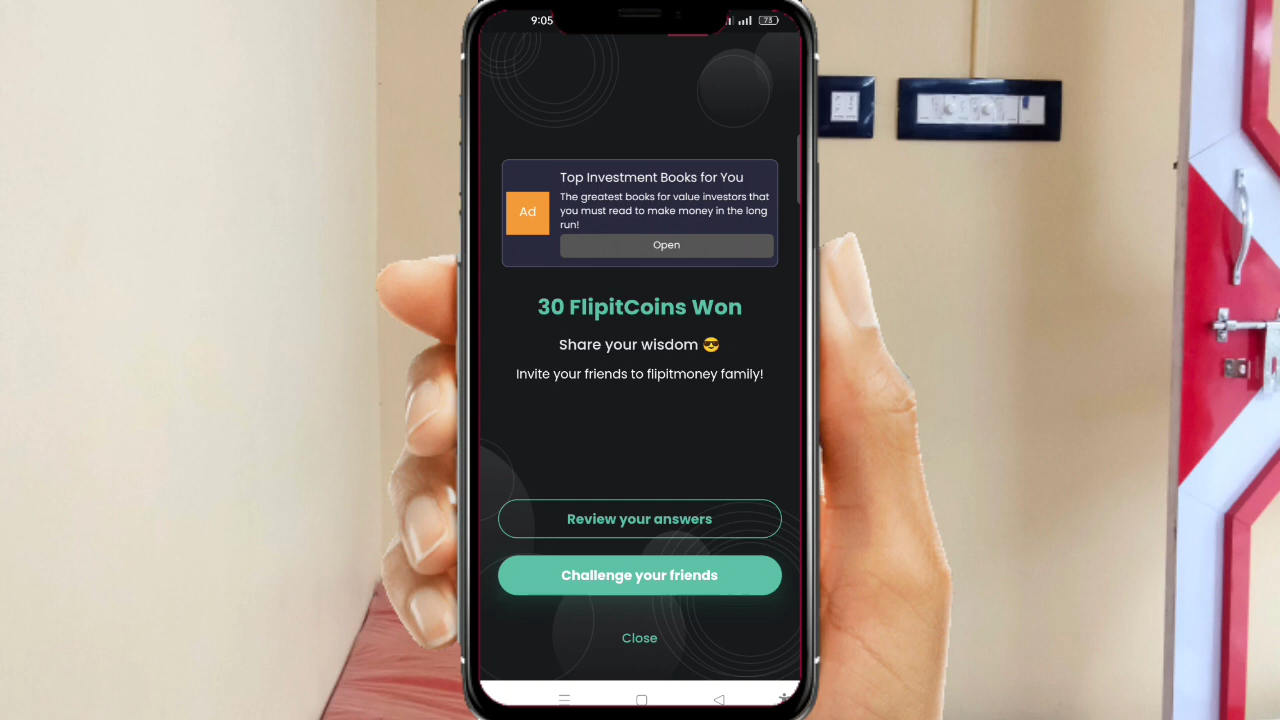 9:05
73
Top Investment Books for You
Ad
The greatest books for value investors that
you must read to make money in the long
run!
Open
30 FlipitCoins Won
Share your wisdom 😎
Invite your friends to flipitmoney family!
Review your answers
Challenge your friends
Close